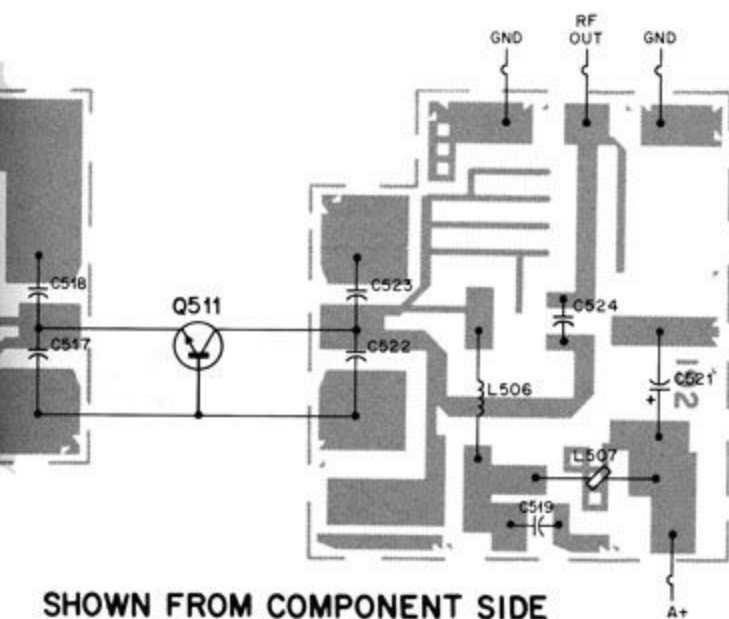 RF
GND OUT GND
C518
C523
Q511
C524
C517
C522
C521
+
L506
L507
C519
SHOWN FROM COMPONENT SIDE
A+